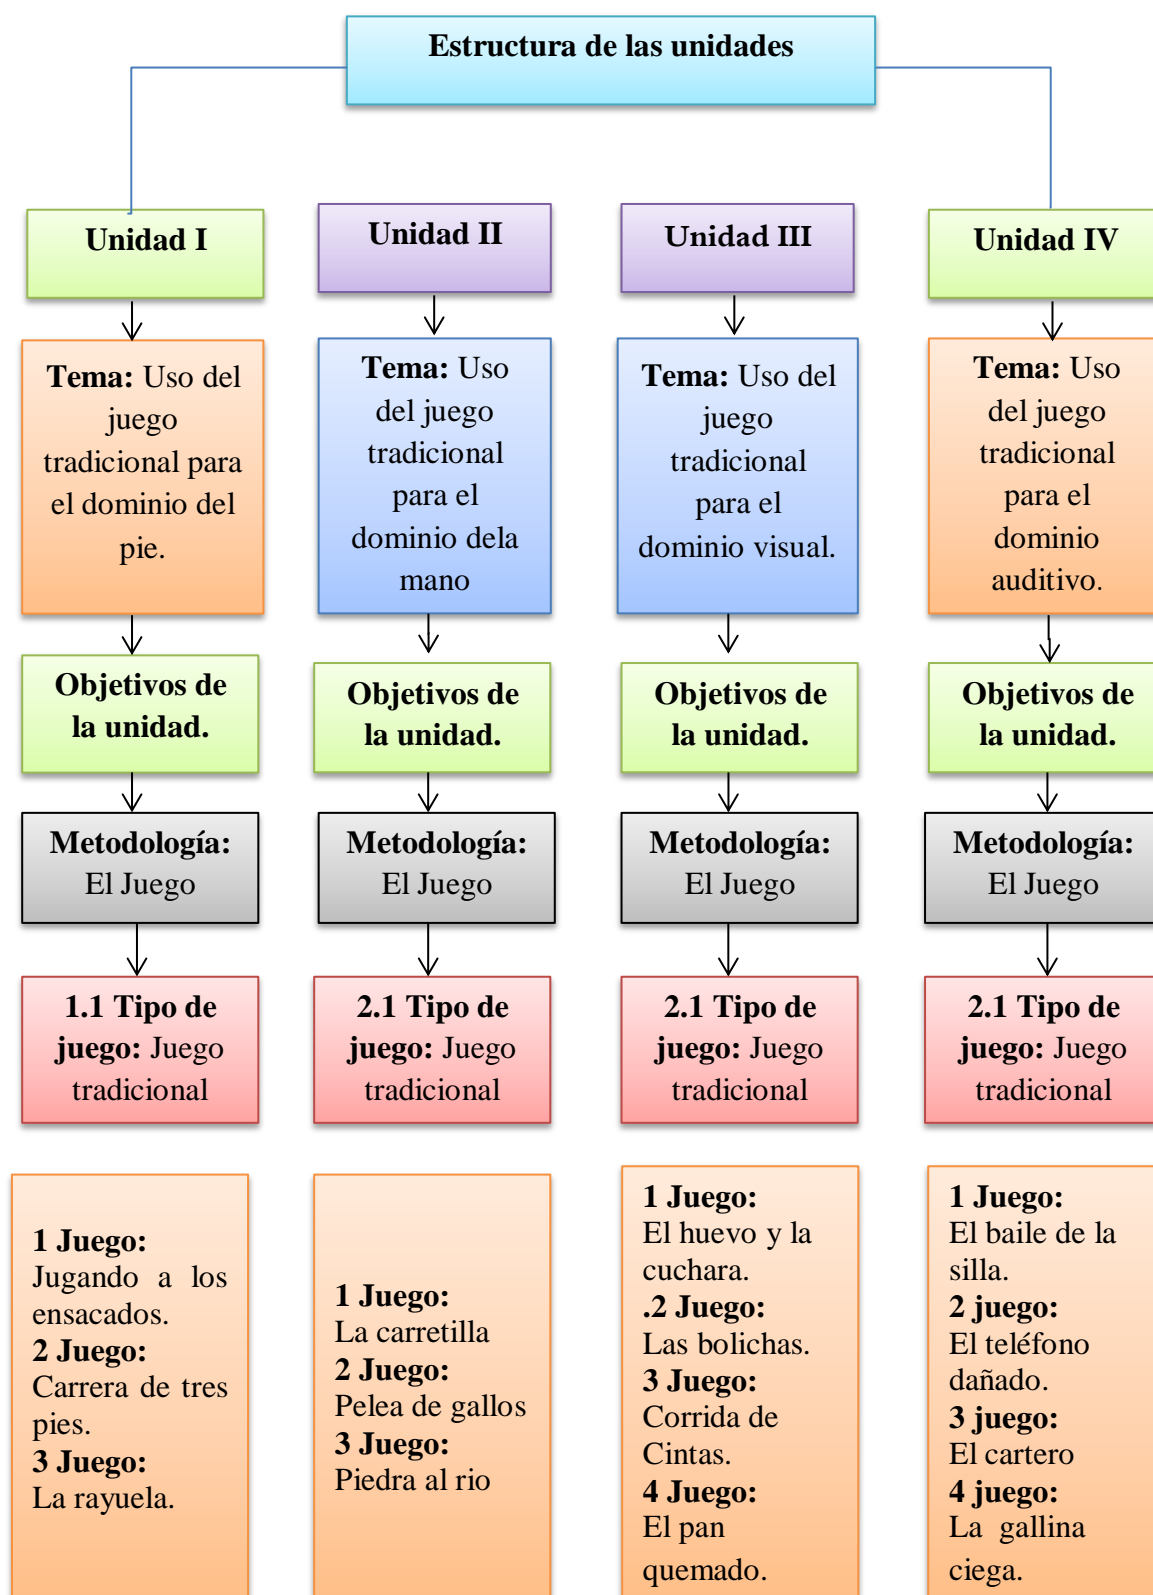 Estructura de las unidades
Unidad I
Tema: Uso del
juego
tradicional para
el dominio del
pie.
Objetivos de
la unidad.
Metodología:
El Juego
1.1 Tipo de
juego: Juego
tradicional
1 Juego:
Jugando a los
ensacados.
2 Juego:
Carrera de tres
pies.
3 Juego:
La rayuela.
Unidad II
Tema: Uso
del juego
tradicional
para el
dominio dela
mano
Objetivos de
la unidad.
Metodología:
El Juego
2.1 Tipo de
juego: Juego
tradicional
1 Juego:
La carretilla
2 Juego:
Pelea de gallos
3 Juego:
Piedra al rio
Unidad III
Tema: Uso del
juego
tradicional
para el
dominio visual.
Objetivos de
la unidad.
Metodología:
El Juego
2.1 Tipo de
juego: Juego
tradicional
1 Juego:
El huevo y la
cuchara.
.2 Juego:
Las bolichas.
3 Juego:
Corrida de
Cintas.
4 Juego:
El pan
quemado.
Unidad IV
Tema: Uso
del juego
tradicional
para el
dominio
auditivo.
Objetivos de
la unidad.
Metodología:
El Juego
2.1 Tipo de
juego: Juego
tradicional
1 Juego:
El baile de la
silla.
2 juego:
El teléfono
dañado.
3 juego:
El cartero
4 juego:
La gallina
ciega.